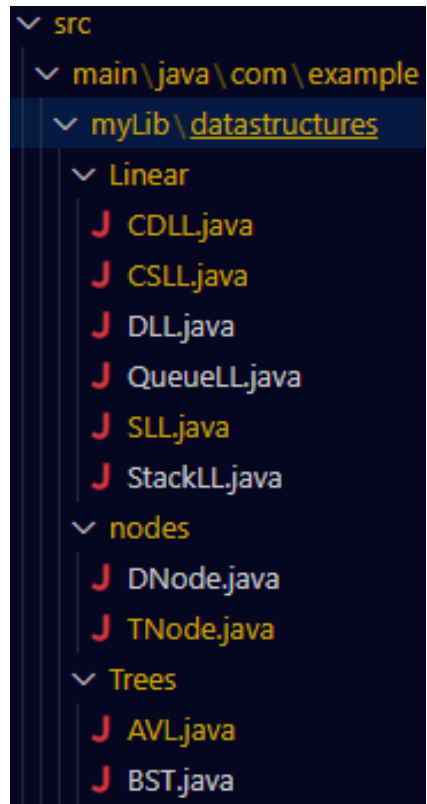 src
main\java\com\example
myLib\datastructures
Linear
J CDLL.java
J CSLL.java
J DLL.java
J QueueLL.java
J SLL.java
J StackLL.java
nodes
J DNode.java
J TNode.java
Trees
J AVL.java
J BST.java